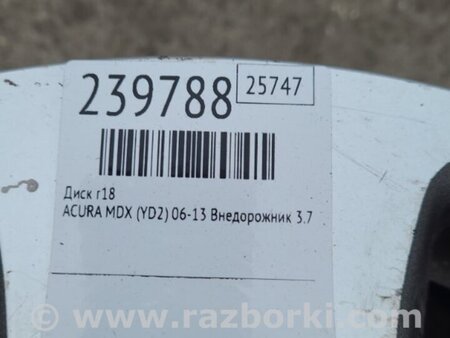 239788
25747
Диск r18
ACURA MDX (YD2) 06-13 Внедорожник 3.7
© www.razborki.com